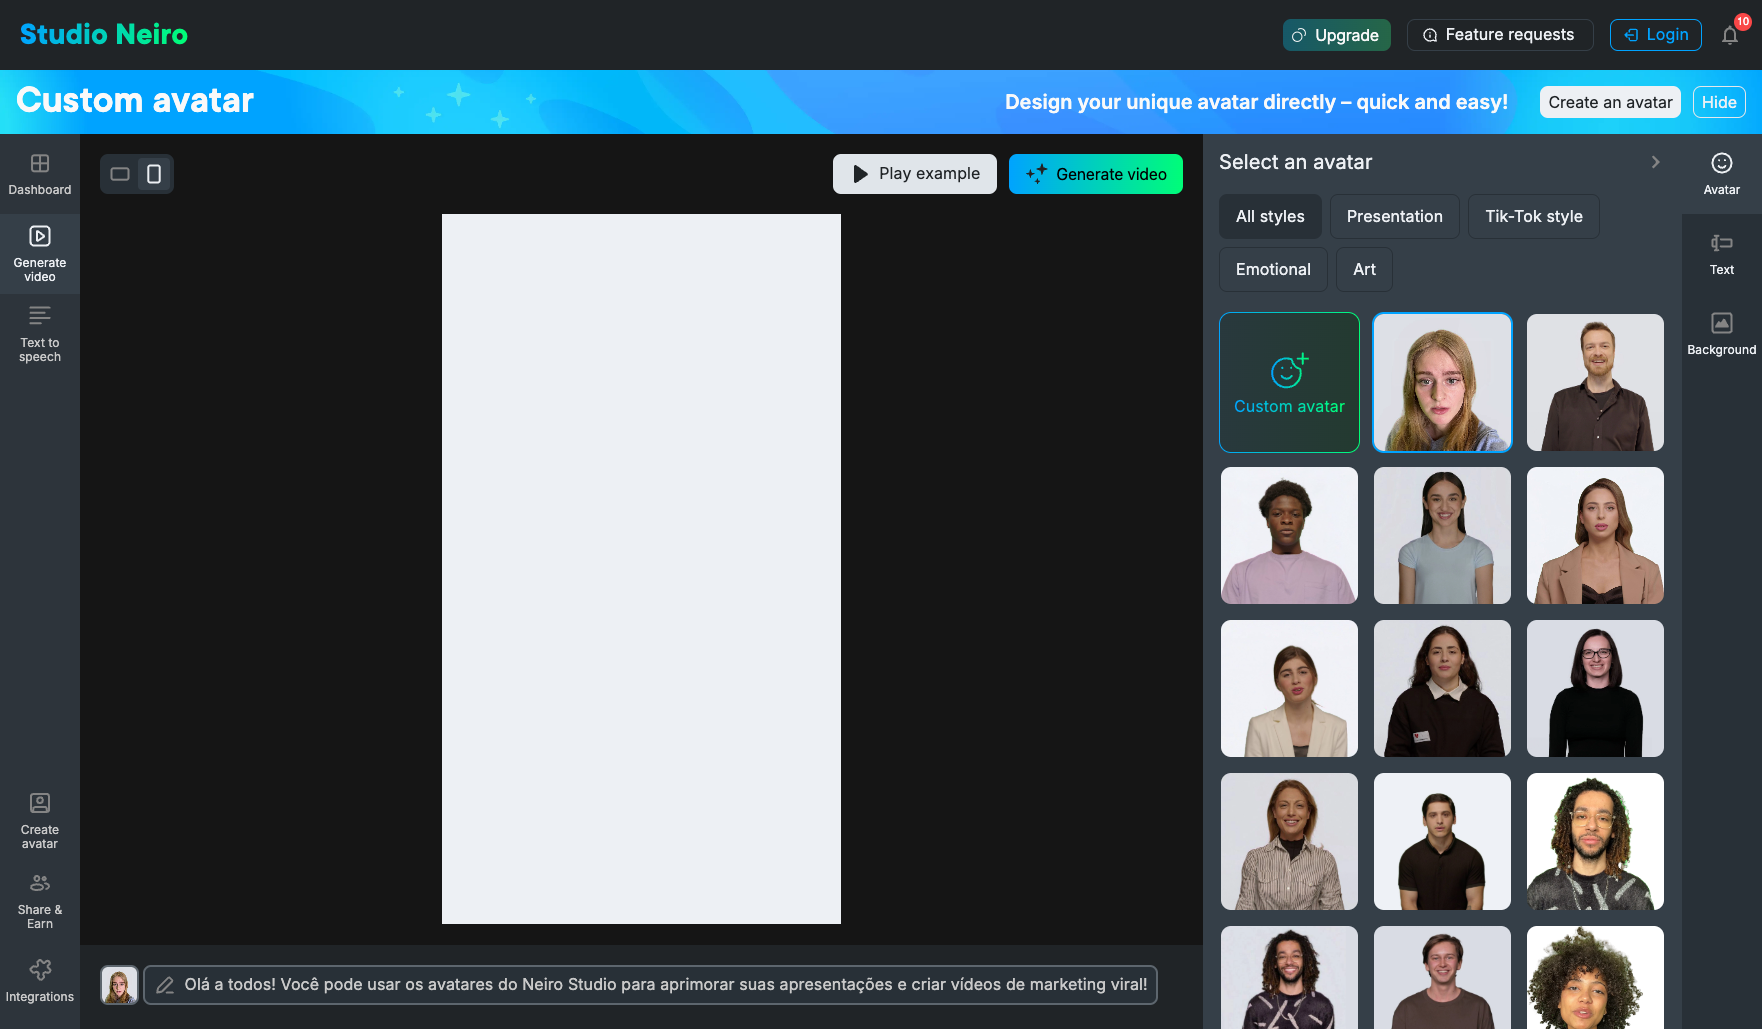 Studio Neiro
Upgrade
Feature requests
Login
10
Custom avatar
Design your unique avatar directly – quick and easy!
Create an avatar
Hide
Dashboard
Generate
video
Text to
speech
Create
avatar
Share &
Earn
Integrations
Play example
Generate video
Olá a todos! Você pode usar os avatares do Neiro Studio para aprimorar suas apresentações e criar vídeos de marketing viral!
Select an avatar
All styles
Presentation
Tik-Tok style
Emotional
Art
Custom avatar
Avatar
Text
Background